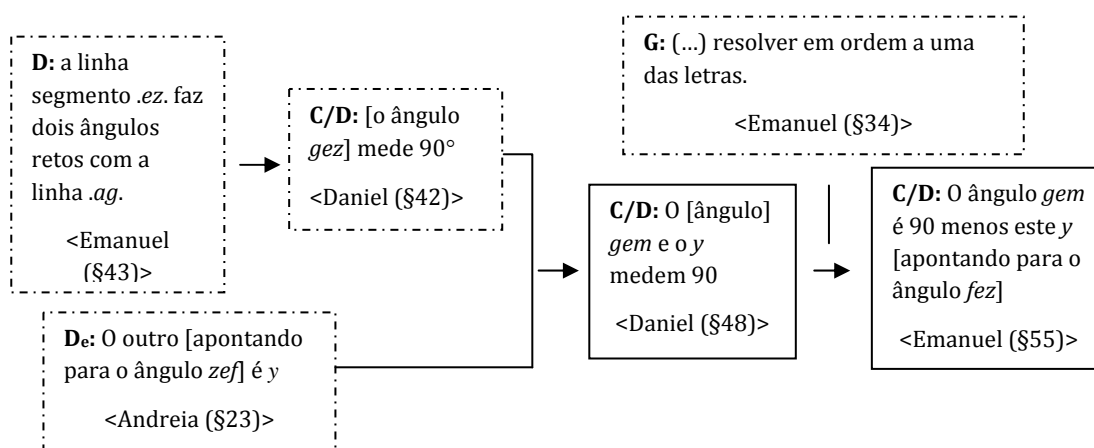 D: a linha
segmento .ez. faz
dois ângulos
retos com a
linha .ag.
<Emanuel
(§43)>
C/D: [o ângulo
gez] mede 90°
<Daniel (§42)>
De: O outro [apontando
para o ângulo zef] é y
<Andreia (§23)>
G: (…) resolver em ordem a uma
das letras.
<Emanuel (§34)>
C/D: O [ângulo]
gem e o y
medem 90
<Daniel (§48)>
C/D: O ângulo gem
é 90 menos este y
[apontando para o
ângulo fez]
<Emanuel (§55)>